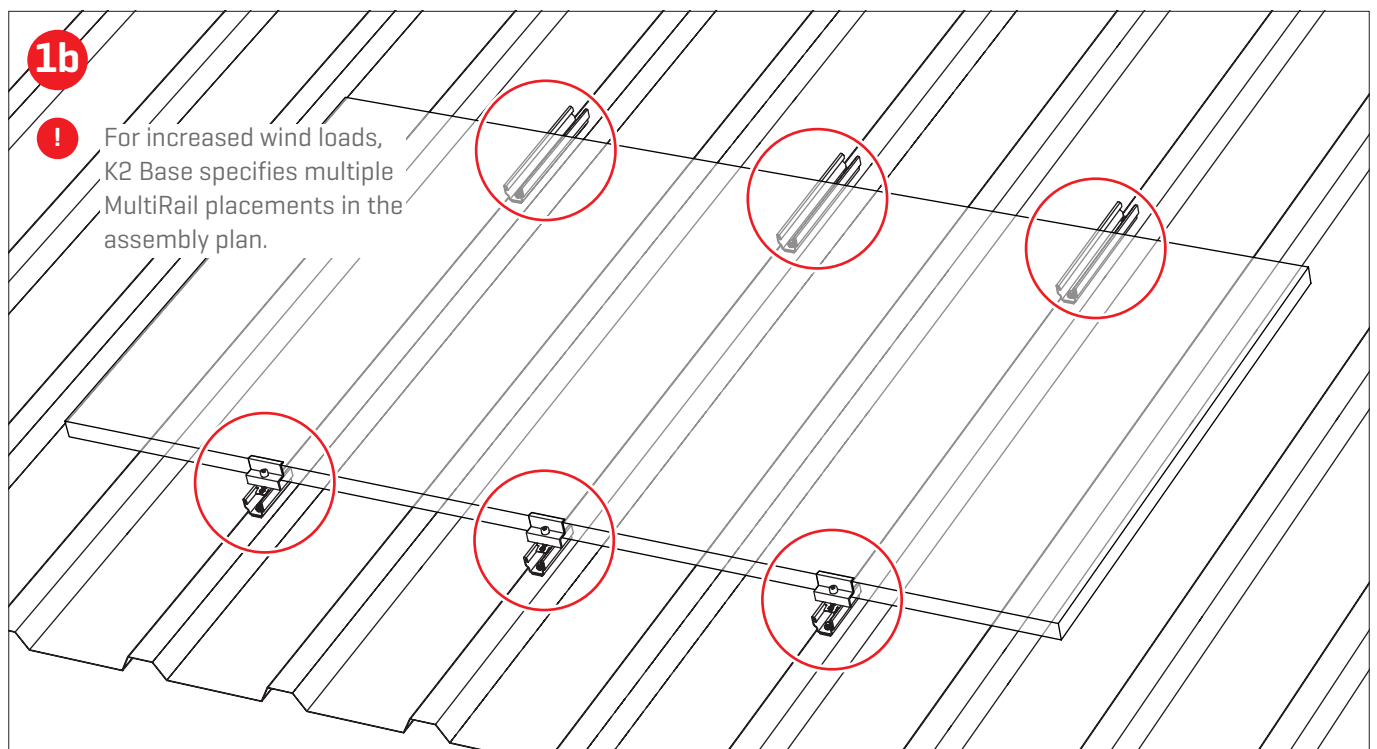 1b
!
For increased wind loads,
K2 Base specifies multiple
MultiRail placements in the
assembly plan.